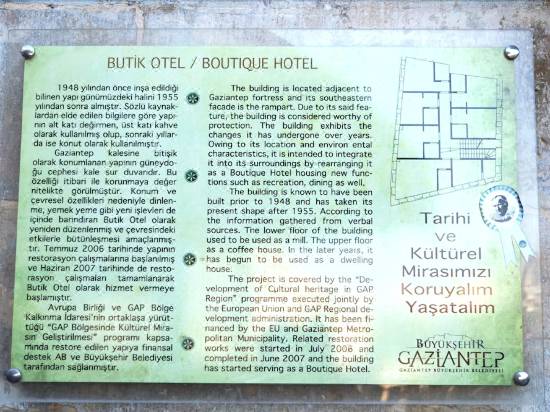 BUTİK OTEL / BOUTIQUE HOTEL
1948 yılından önce inşa edildiği
bilinen yapı günümüzdeki halini 1955
yılından sonra almıştır. Sözlü kaynak-
lardan elde edilen bilgilere göre yapı-
nın alt katı değirmen, üst katı kahve
olarak kullanılmış olup, sonraki yıllar-
da ise konut olarak kullanılmıştır.
Gaziantep kalesine bitişik
olarak konumlanan yapının güneydo-
ğu cephesi kale sur duvarıdır. Bu
özelliği itibari ile korunmaya değer
nitelikte görülmüştür. Konum ve
çevresel özellikleri nedeniyle dinlen-
me, yemek yeme gibi yeni işlevleri de
içinde barındıran Butik Otel olarak
yeniden düzenlenmiş ve çevresindeki
etkilerle bütünleşmesi amaçlanmış-
tır. Temmuz 2006 tarihinde yapının
restorasyon çalışmalarına başlanılmış
ve Haziran 2007 tarihinde de resto-
rasyon çalışmaları tamamlanarak
Butik Otel olarak hizmet vermeye
başlamıştır.
Avrupa Birliği ve GAP Bölge
Kalkınma İdaresi'nin ortaklaşa yürüt-
tüğü "GAP Bölgesinde Kültürel Mira-
sın Geliştirilmesi" programı kapsa-
mında restore edilen yapıya finansal
destek AB ve Büyükşehir Belediyesi
tarafından sağlanmıştır.
The building is located adjacent to
Gaziantep fortress and its southeastern
facade is the rampart. Due to its said fea-
ture, the building is considered worthy of
protection. The building exhibits the
changes it has undergone over years.
Owing to its location and environ ental
characteristics, it is intended to integrate
it into its surroundings by rearranging it
as a Boutique Hotel housing new func-
tions such as recreation, dining as well.
The building is known to have been
built prior to 1948 and has taken its
present shape after 1955. According to
the information gathered from verbal
sources. The lower floor of the building
used to be used as a mill. The upper floor
as a coffee house. In the later years, it
has begun to be used as a dwelling
house.
The project is covered by the "De-
velopment of Cultural heritage in GAP
Region" programme executed jointly by
the European Union and GAP Regional de-
velopment administration. It has been fi-
nanced by the EU and Gaziantep Metro-
politan Municipality. Related restoration
works were started in July 2006 and
completed in June 2007 and the building
has started serving as a Boutique Hotel.
Tarihi
ve
Kültürel
Mirasımızı
Koruyalım
Yaşatalım
BÜYÜKŞEHİR
GAZİANTEP
GAZİANTEP BÜYÜKŞEHİR BELEDİYESİ